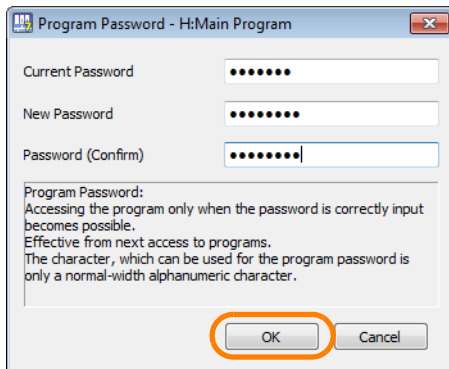 Program Password - H:Main Program
Current Password ●●●●●●●
New Password ●●●●●●●●
Password (Confirm) ●●●●●●●●
Program Password:
Accessing the program only when the password is correctly input
becomes possible.
Effective from next access to programs.
The character, which can be used for the program password is
only a normal-width alphanumeric character.
OK Cancel